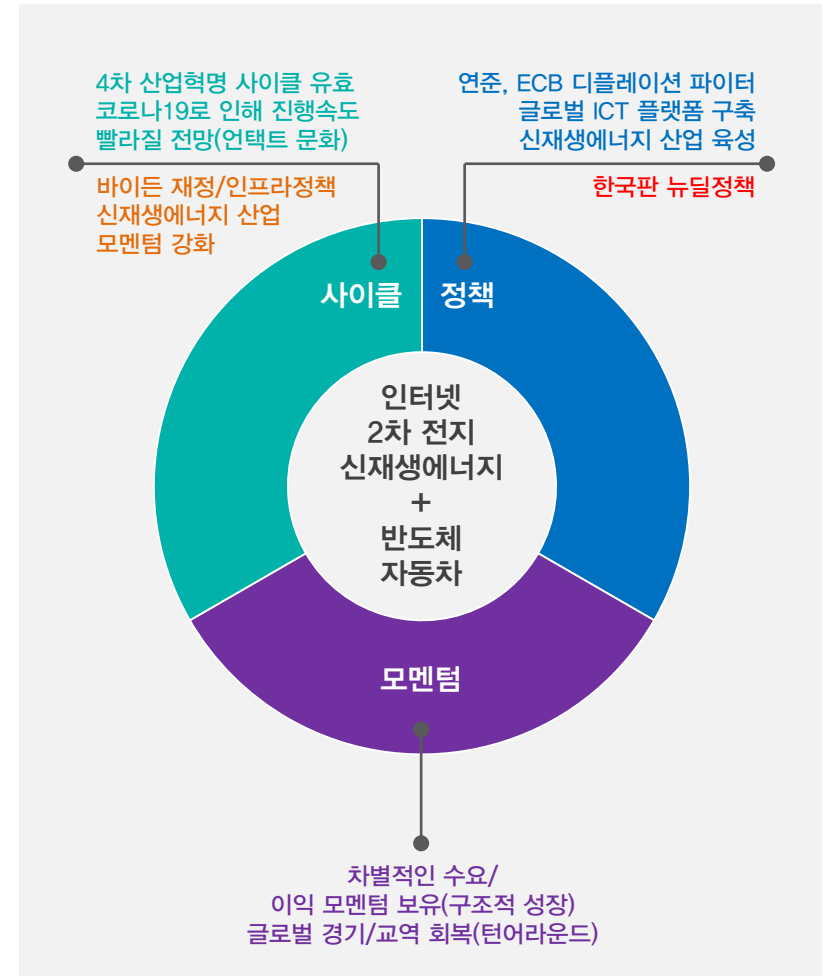 4차 산업혁명 사이클 유효
코로나19로 인해 진행속도
빨라질 전망(언택트 문화)
바이든 재정/인프라정책
신재생에너지 산업
모멘텀 강화
연준, ECB 디플레이션 파이터
글로벌 ICT 플랫폼 구축
신재생에너지 산업 육성
한국판 뉴딜정책
사이클
정책
인터넷
2차 전지
신재생에너지
+
반도체
자동차
모멘텀
차별적인 수요/
이익 모멘텀 보유(구조적 성장)
글로벌 경기/교역 회복(턴어라운드)